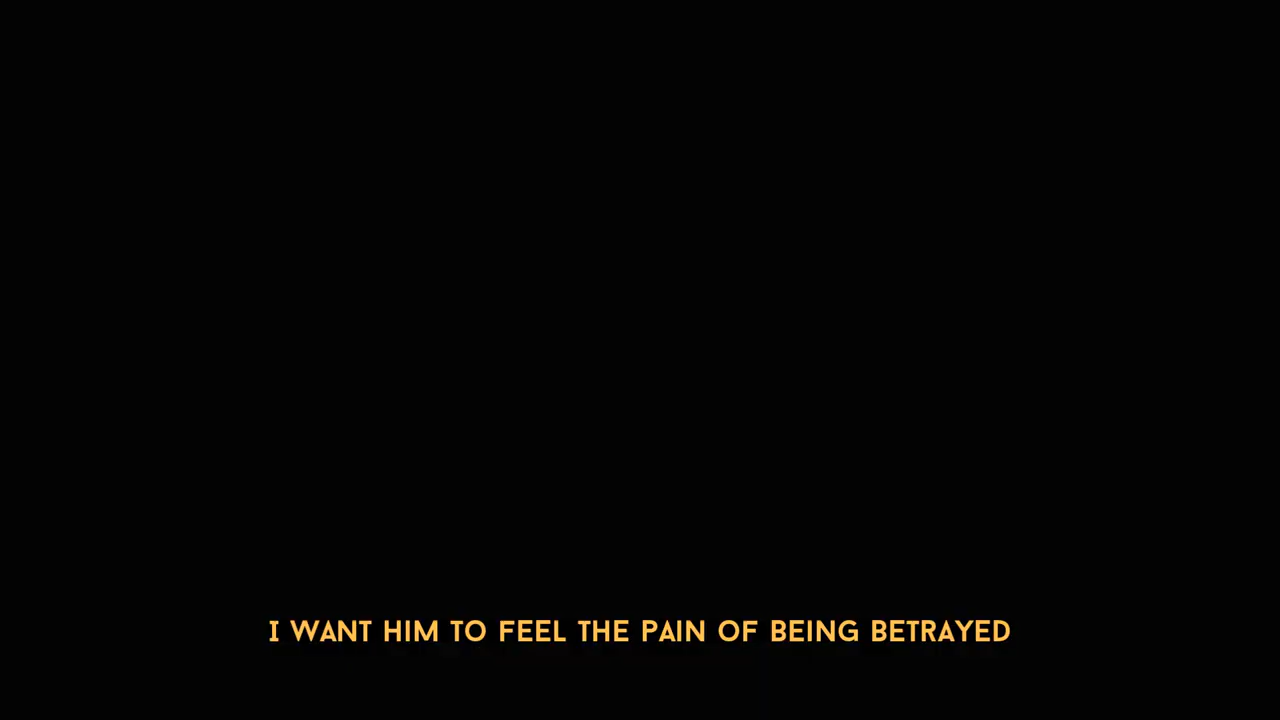 I WANT HIM TO FEEL THE PAIN OF BEING BETRAYED